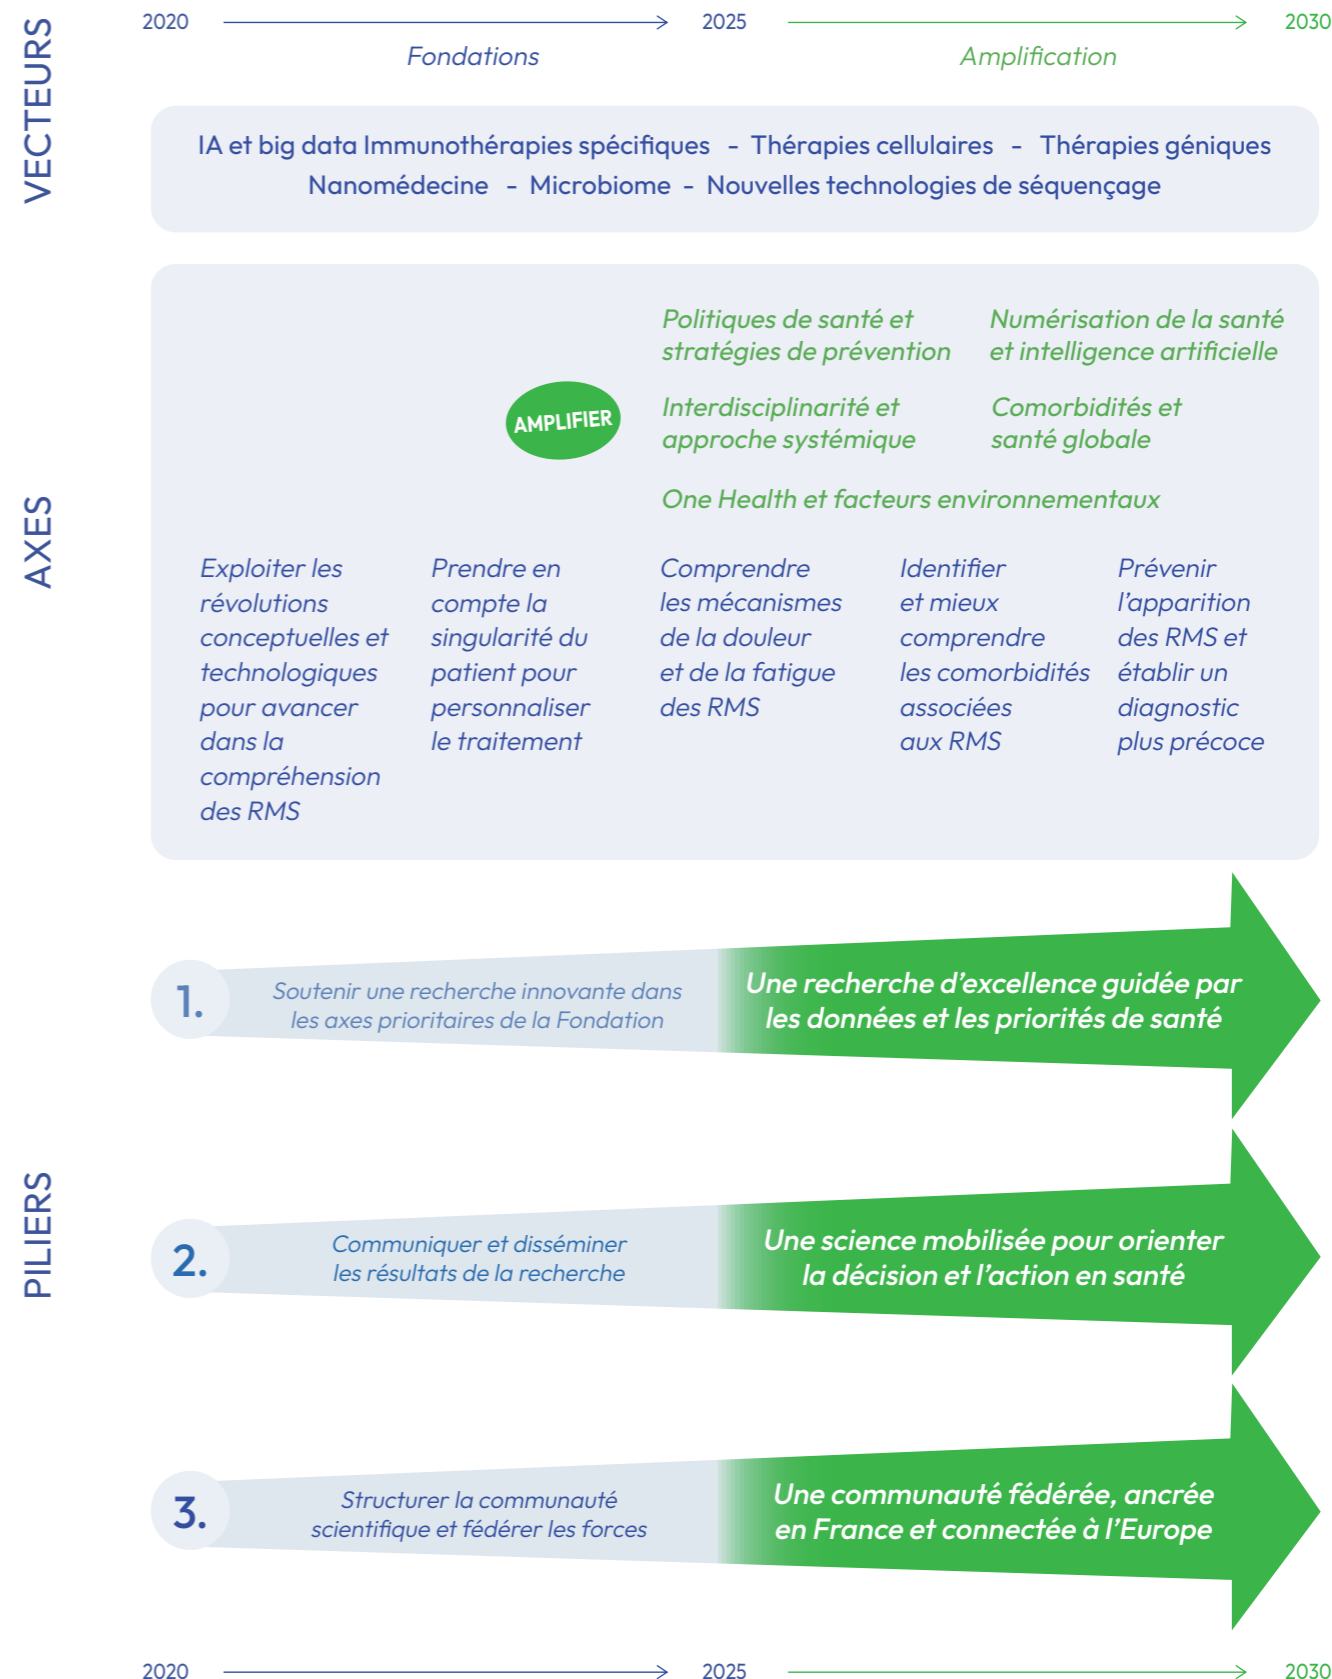 VECTEURS
2020 2025 2030
Fondations Amplification
IA et big data Immunothérapies spécifiques - Thérapies cellulaires - Thérapies géniques
Nanomédecine - Microbiome - Nouvelles technologies de séquençage
AXES
AMPLIFIER
Politiques de santé et
stratégies de prévention
Numérisation de la santé
et intelligence artificielle
Interdisciplinarité et
approche systémique
Comorbidités et
santé globale
One Health et facteurs environnementaux
Exploiter les
révolutions
conceptuelles et
technologiques
pour avancer
dans la
compréhension
des RMS
Prendre en
compte la
singularité du
patient pour
personnaliser
le traitement
Comprendre
les mécanismes
de la douleur
et de la fatigue
des RMS
Identifier
et mieux
comprendre
les comorbidités
associées
aux RMS
Prévenir
l'apparition
des RMS et
établir un
diagnostic
plus précoce
PILIERS
1.
Soutenir une recherche innovante dans
les axes prioritaires de la Fondation
Une recherche d'excellence guidée par
les données et les priorités de santé
2.
Communiquer et disséminer
les résultats de la recherche
Une science mobilisée pour orienter
la décision et l'action en santé
3.
Structurer la communauté
scientifique et fédérer les forces
Une communauté fédérée, ancrée
en France et connectée à l'Europe
2020 2025 2030